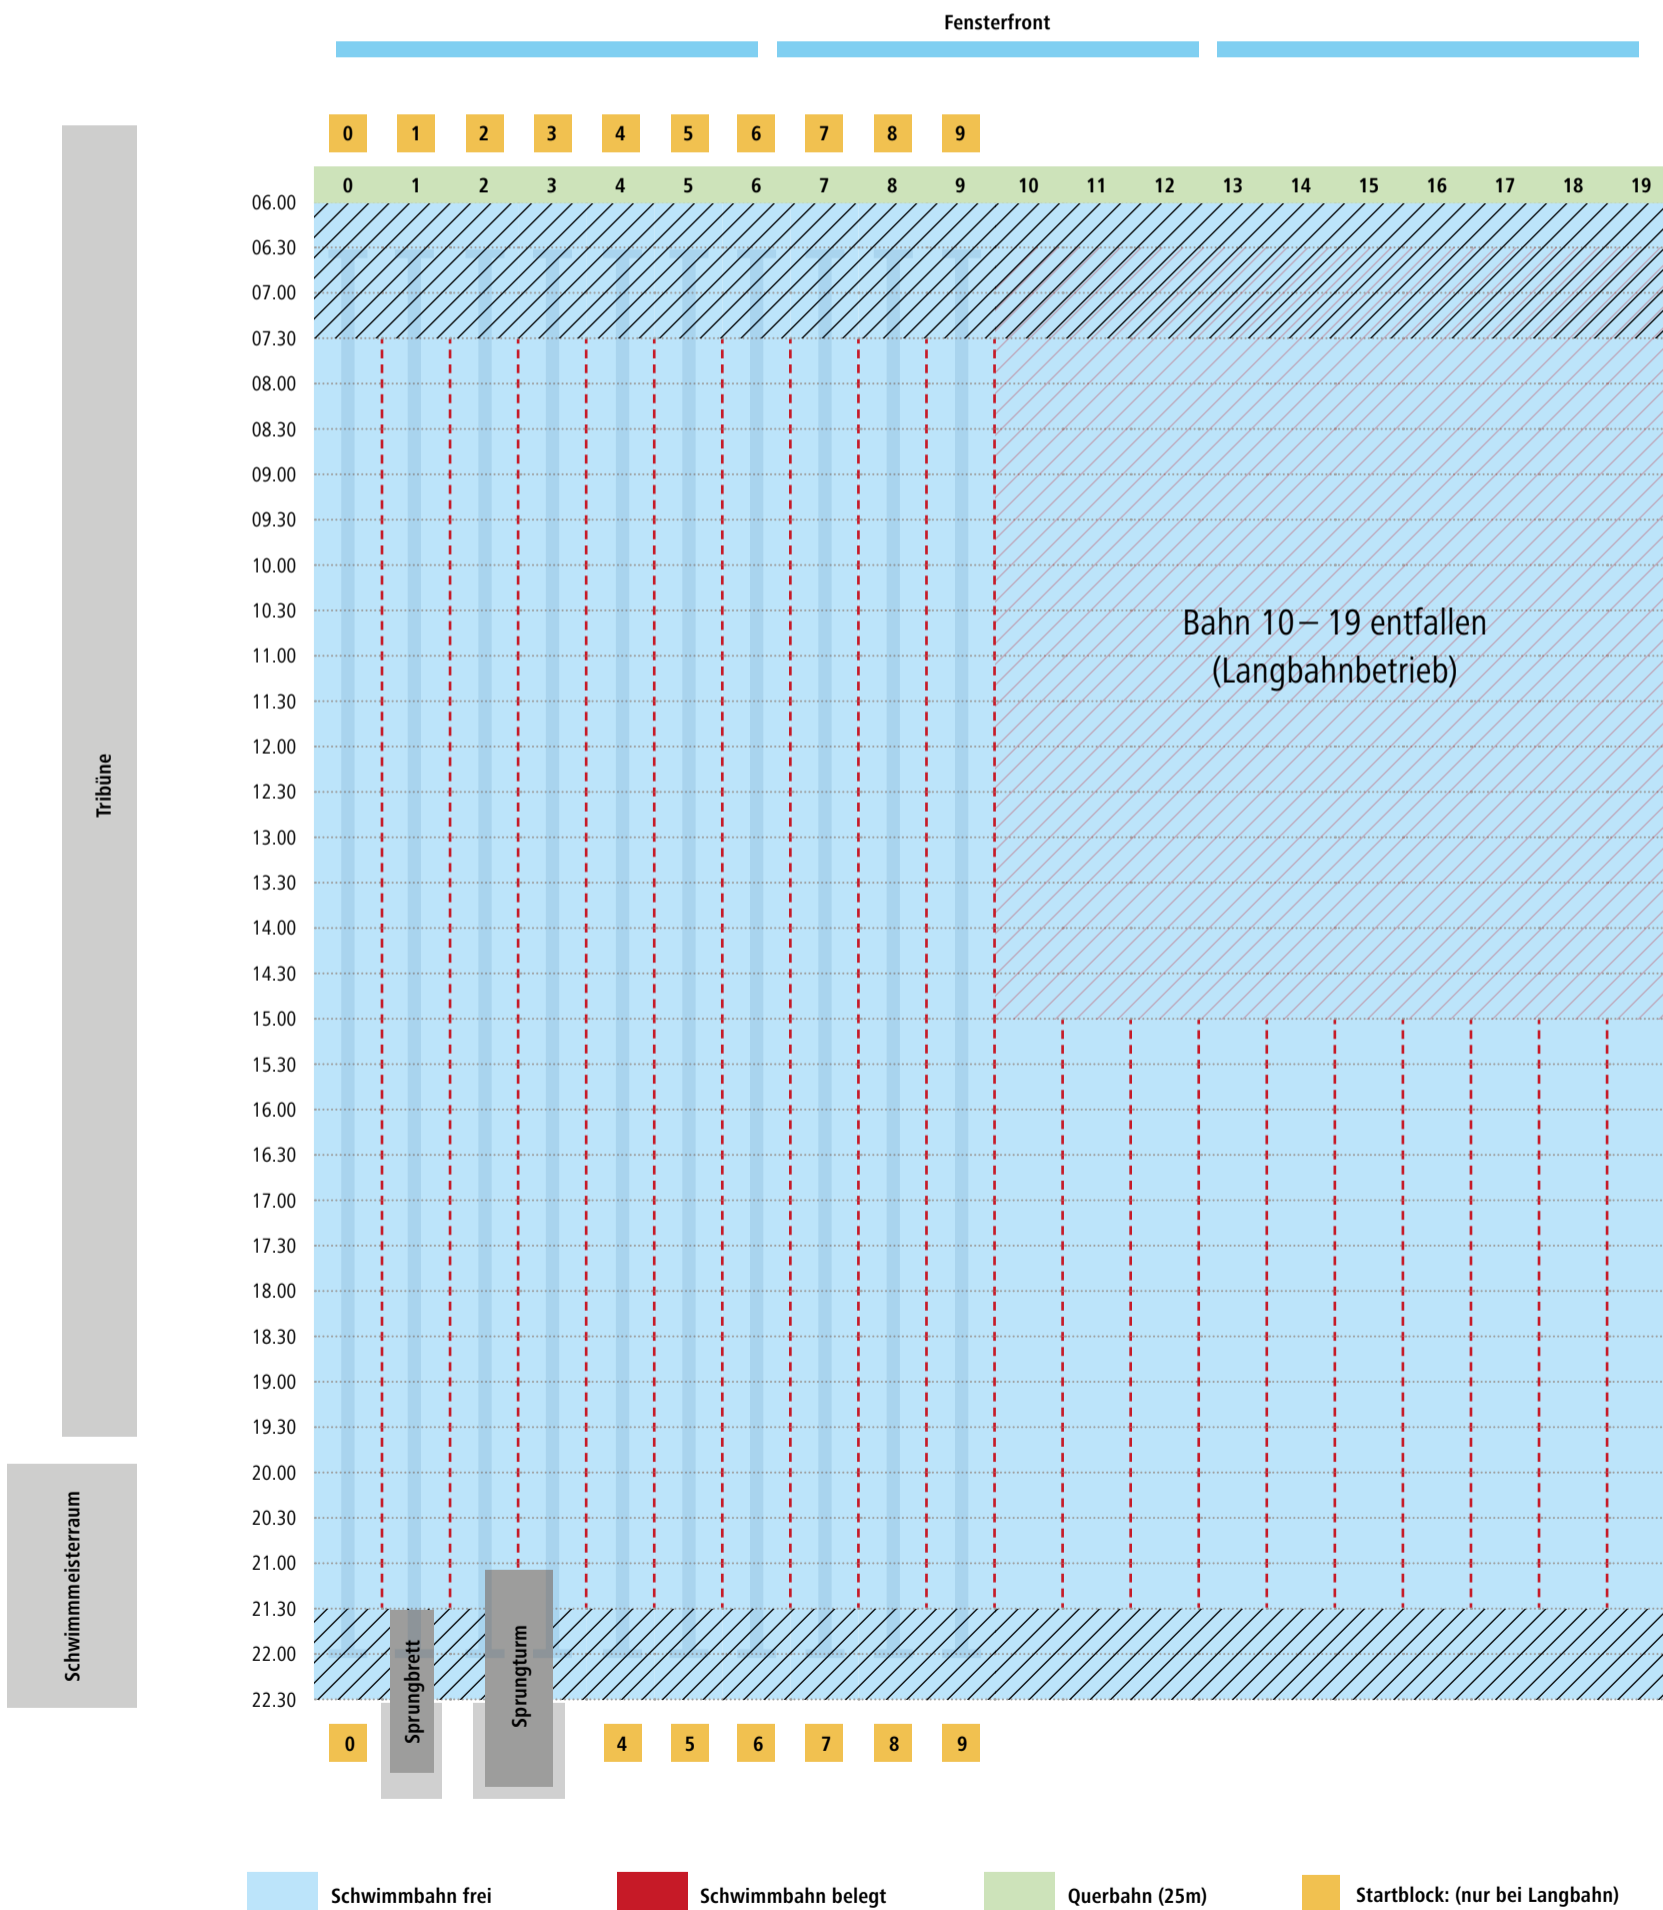 Fensterfront
0 1 2 3 4 5 6 7 8 9
0 1 2 3 4 5 6 7 8 9 10 11 12 13 14 15 16 17 18 19
06.00
06.30
07.00
07.30
08.00
08.30
09.00
09.30
10.00
10.30
11.00
11.30
12.00
12.30
13.00
13.30
14.00
14.30
15.00
15.30
16.00
16.30
17.00
17.30
18.00
18.30
19.00
19.30
20.00
20.30
21.00
21.30
22.00
22.30
Bahn 10 – 19 entfallen
(Langbahnbetrieb)
Tribüne
Schwimmmeisterraum
Sprungbrett
Sprungturm
0 4 5 6 7 8 9
Schwimmbahn frei
Schwimmbahn belegt
Querbahn (25m)
Startblock: (nur bei Langbahn)